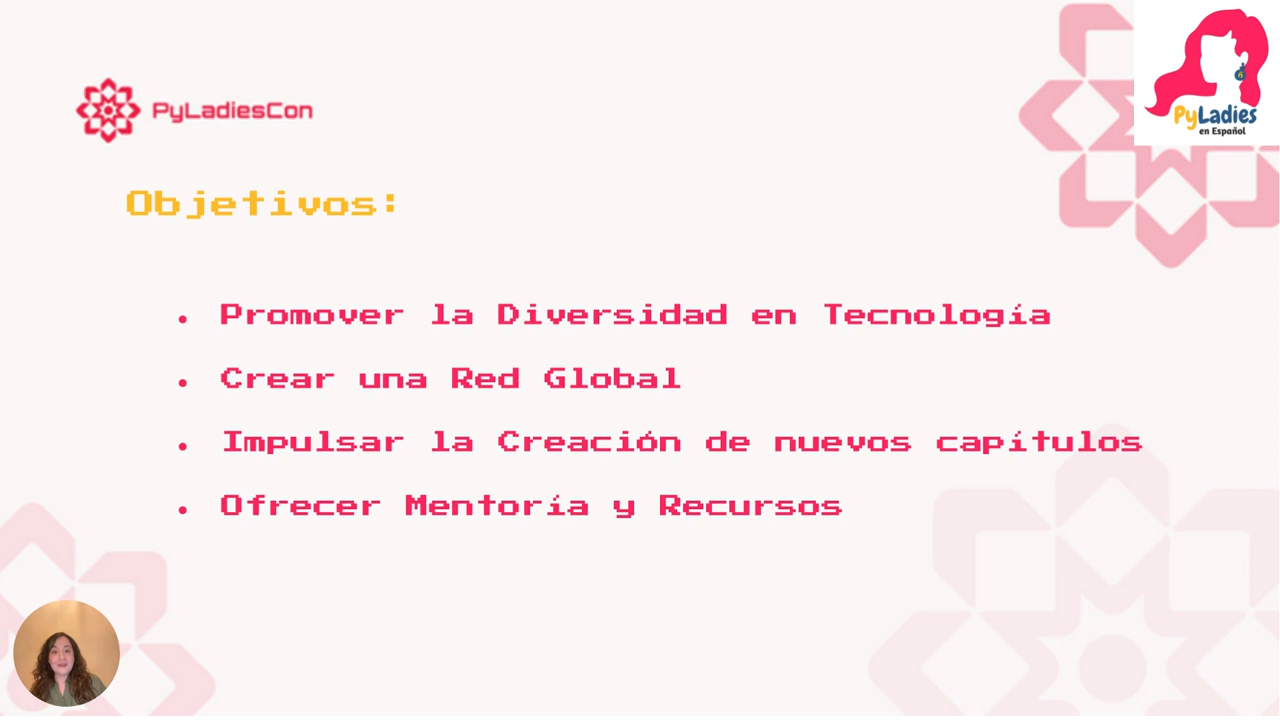 PyLadiesCon
PyLadies
en Español
Objetivos:
• Promover la Diversidad en Tecnología
• Crear una Red Global
• Impulsar la Creación de nuevos capítulos
• Ofrecer Mentoría y Recursos